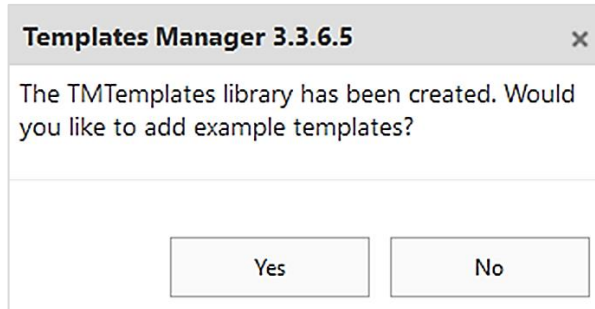 Templates Manager 3.3.6.5
The TMTemplates library has been created. Would
you like to add example templates?
Yes
No